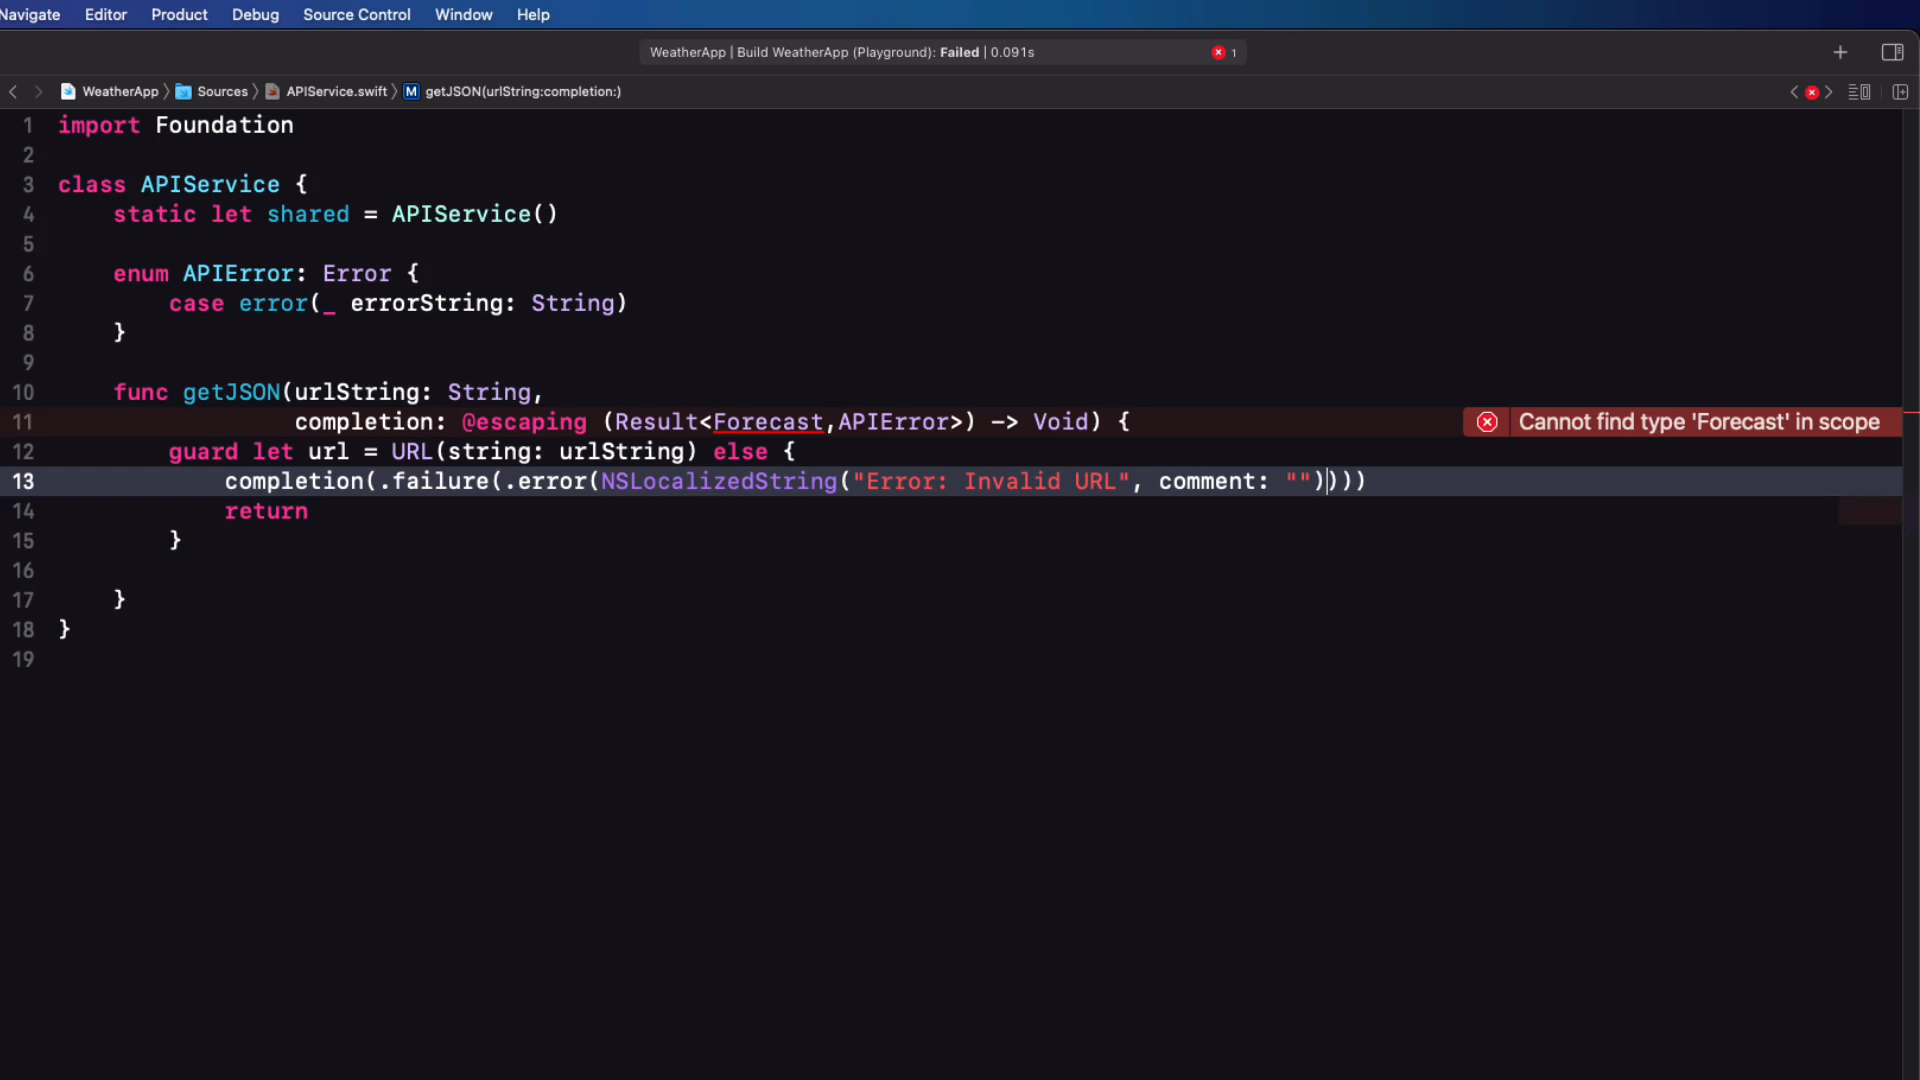 Navigate Editor Product Debug Source Control Window Help
WeatherApp | Build WeatherApp (Playground): Failed | 0.091s 1
WeatherApp Sources APIService.swift M getJSON(urlString:completion:)
1 import Foundation
2
3 class APIService {
4 static let shared = APIService()
5
6 enum APIError: Error {
7 case error(_ errorString: String)
8 }
9
10 func getJSON(urlString: String,
11 completion: @escaping (Result<Forecast,APIError>) -> Void) { Cannot find type 'Forecast' in scope
12 guard let url = URL(string: urlString) else {
13 completion(.failure(.error(NSLocalizedString("Error: Invalid URL", comment: ""))))
14 return
15 }
16
17 }
18 }
19